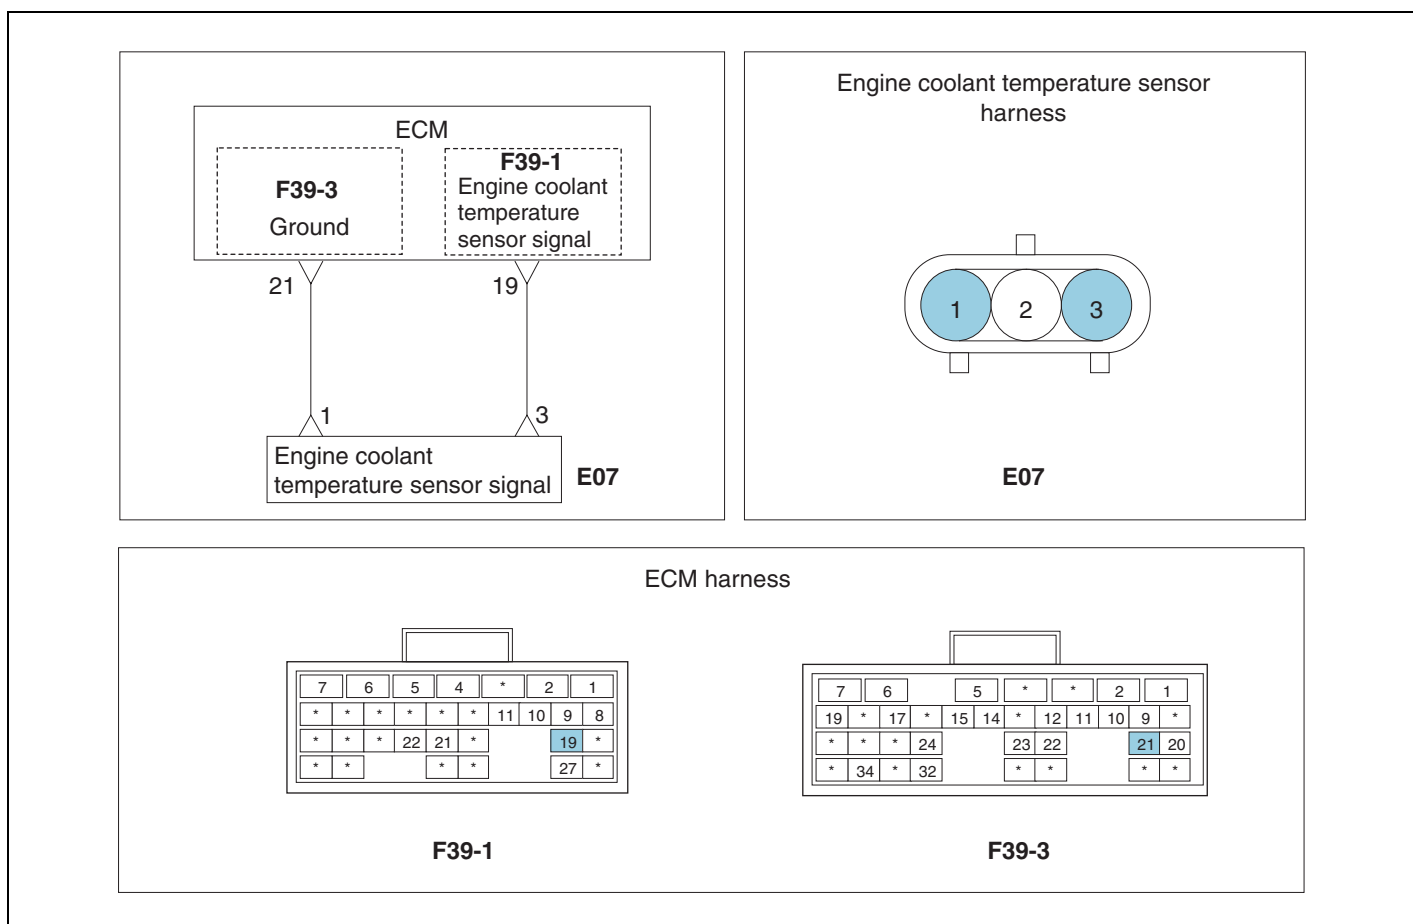 ECM
F39-3
Ground
F39-1
Engine coolant
temperature
sensor signal
21
19
1
3
Engine coolant
temperature sensor signal
E07
Engine coolant temperature sensor
harness
1 2 3
E07
ECM harness
7 6 5 4 * 2 1
* * * * * * 11 10 9 8
* * * 22 21 * 19 *
* * * * 27 *
F39-1
7 6 5 * * 2 1
19 * 17 * 15 14 * 12 11 10 9 *
* * * 24 23 22 21 20
* 34 * 32 * * * *
F39-3